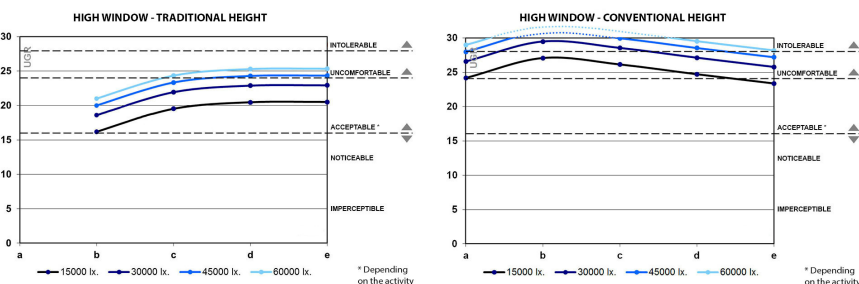 HIGH WINDOW - TRADITIONAL HEIGHT
30
25
20
15
10
5
0
UGR
INTOLERABLE
UNCOMFORTABLE
ACCEPTABLE *
NOTICEABLE
IMPERCEPTIBLE
a b c d e
15000 lx. 30000 lx. 45000 lx. 60000 lx.
* Depending
on the activity
HIGH WINDOW - CONVENTIONAL HEIGHT
30
25
20
15
10
5
0
UGR
INTOLERABLE
UNCOMFORTABLE
ACCEPTABLE *
NOTICEABLE
IMPERCEPTIBLE
a b c d e
15000 lx. 30000 lx. 45000 lx. 60000 lx.
* Depending
on the activity